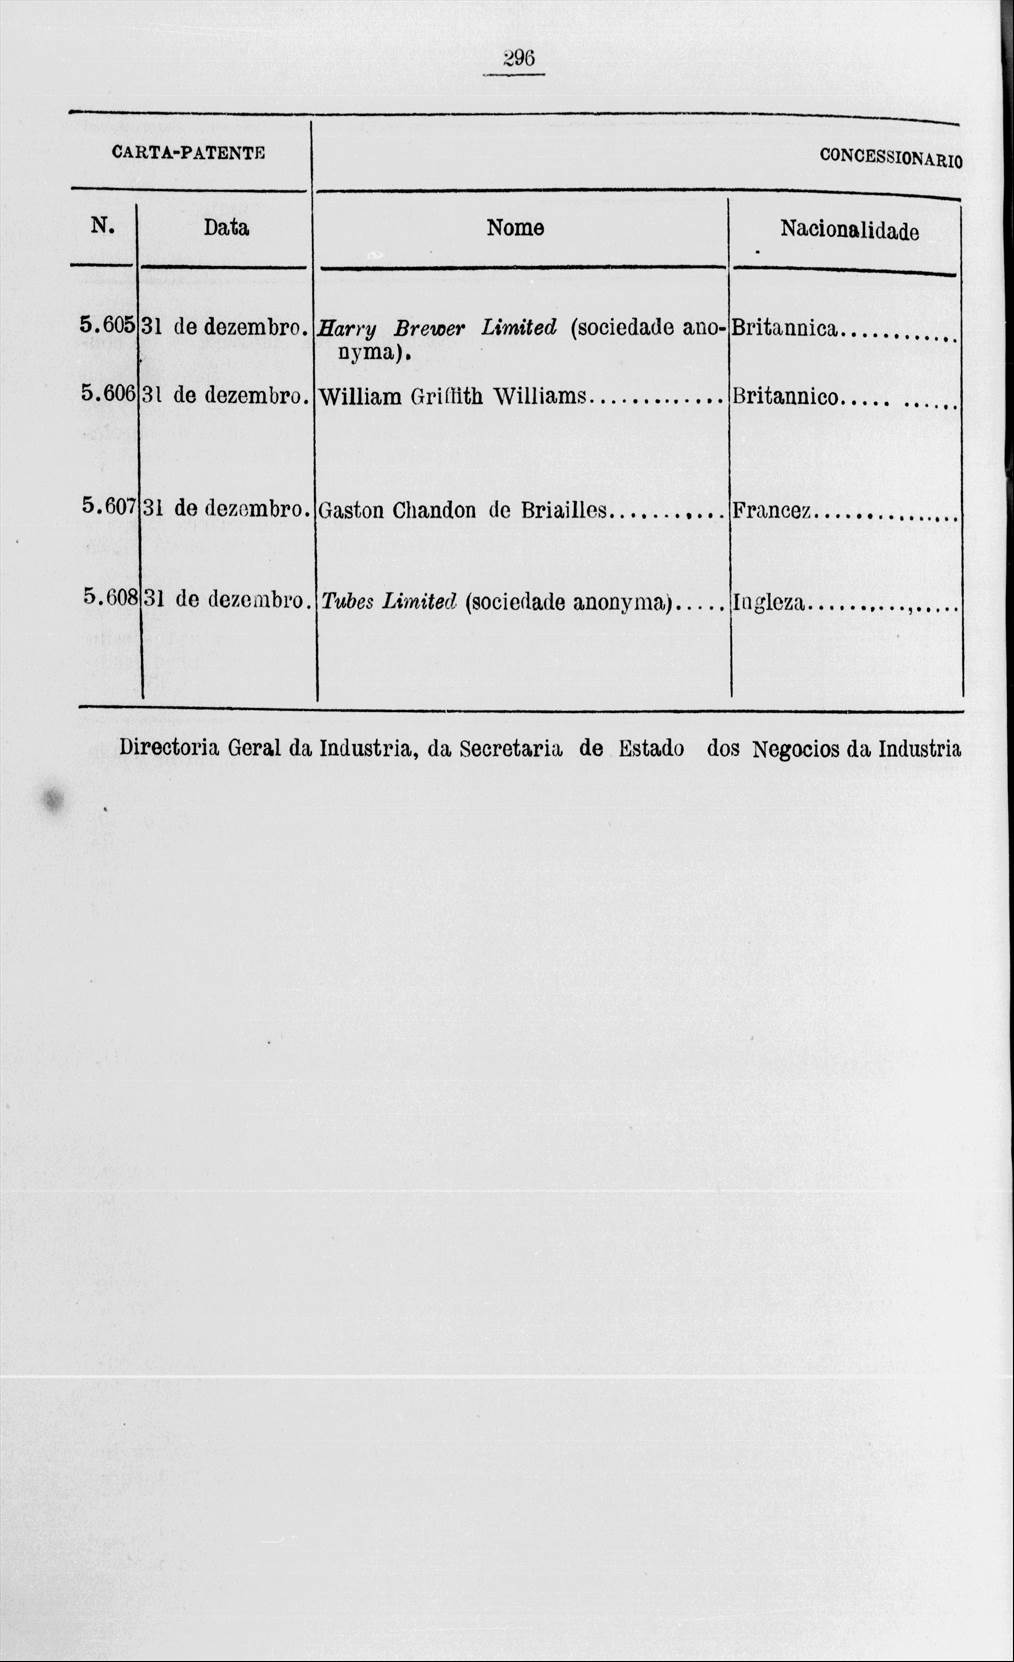 296
CARTA-PATENTE CONCESSIONARIO
N. Data Nome Nacionalidade
5.605 31 de dezembro. Harry Brewer Limited (sociedade ano- Britannica............
nyma).
5.606 31 de dezembro. William Griffith Williams.............. Britannico..... ......
5.607 31 de dezembro. Gaston Chandon de Briailles........... Francez................
5.608 31 de dezembro. Tubes Limited (sociedade anonyma)..... Ingleza..........,.....
Directoria Geral da Industria, da Secretaria de Estado dos Negocios da Industria